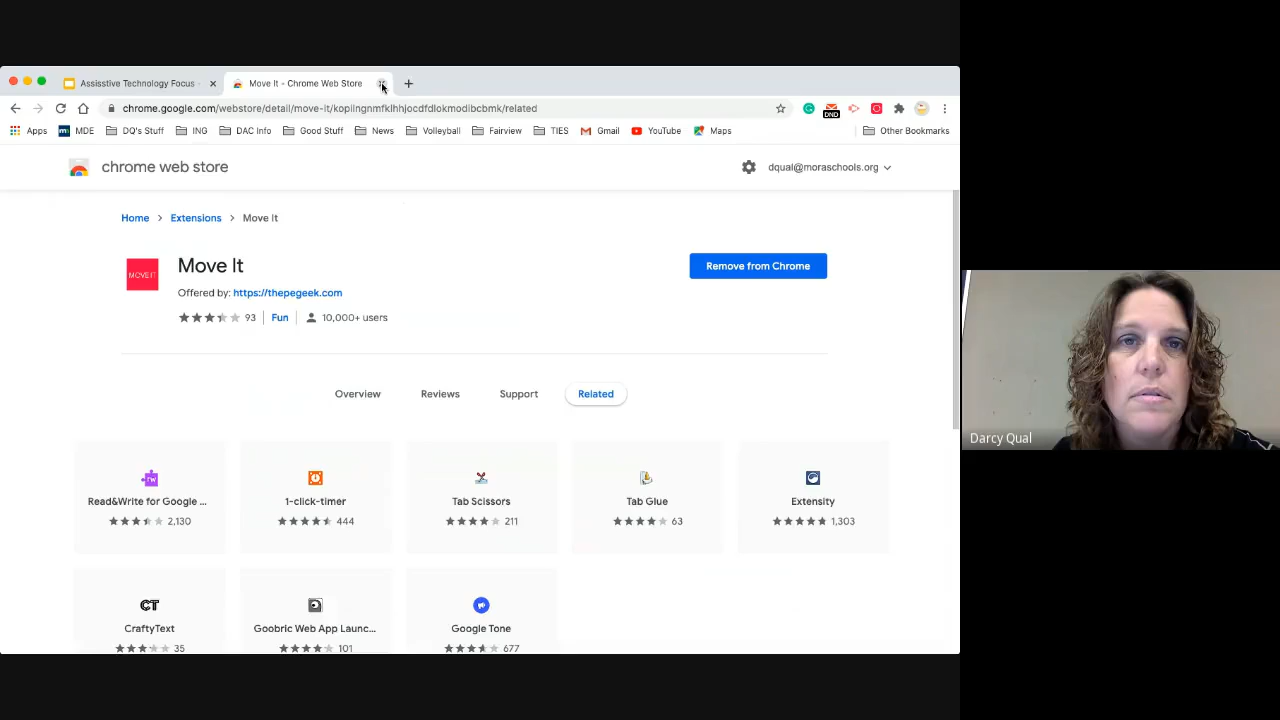 Assisstive Technology Focus
Move It - Chrome Web Store
chrome.google.com/webstore/detail/move-it/kopiingnmfklhhjocdfdlokmodibcbmk/related
DND
Apps MDE DQ's Stuff ING DAC Info Good Stuff News Volleyball Fairview TIES Gmail YouTube Maps Other Bookmarks
chrome web store
dqual@moraschools.org
Home > Extensions > Move It
MOVE IT
Move It
Remove from Chrome
Offered by: https://thepegeek.com
93 Fun 10,000+ users
Overview Reviews Support Related
rw
Read&Write for Google ... 1-click-timer Tab Scissors Tab Glue Extensity
2,130 444 211 63 1,303
CT
CraftyText Goobric Web App Launc... Google Tone
35 101 677
Darcy Qual